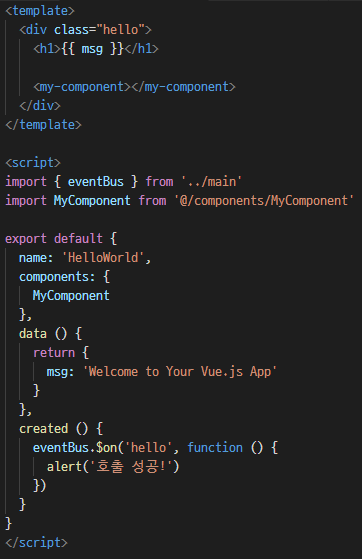 <template>
  <div class="hello">
    <h1>{{ msg }}</h1>

    <my-component></my-component>
  </div>
</template>

<script>
import { eventBus } from '../main'
import MyComponent from '@/components/MyComponent'

export default {
  name: 'HelloWorld',
  components: {
    MyComponent
  },
  data () {
    return {
      msg: 'Welcome to Your Vue.js App'
    }
  },
  created () {
    eventBus.$on('hello', function () {
      alert('호출 성공!')
    })
  }
}
</script>